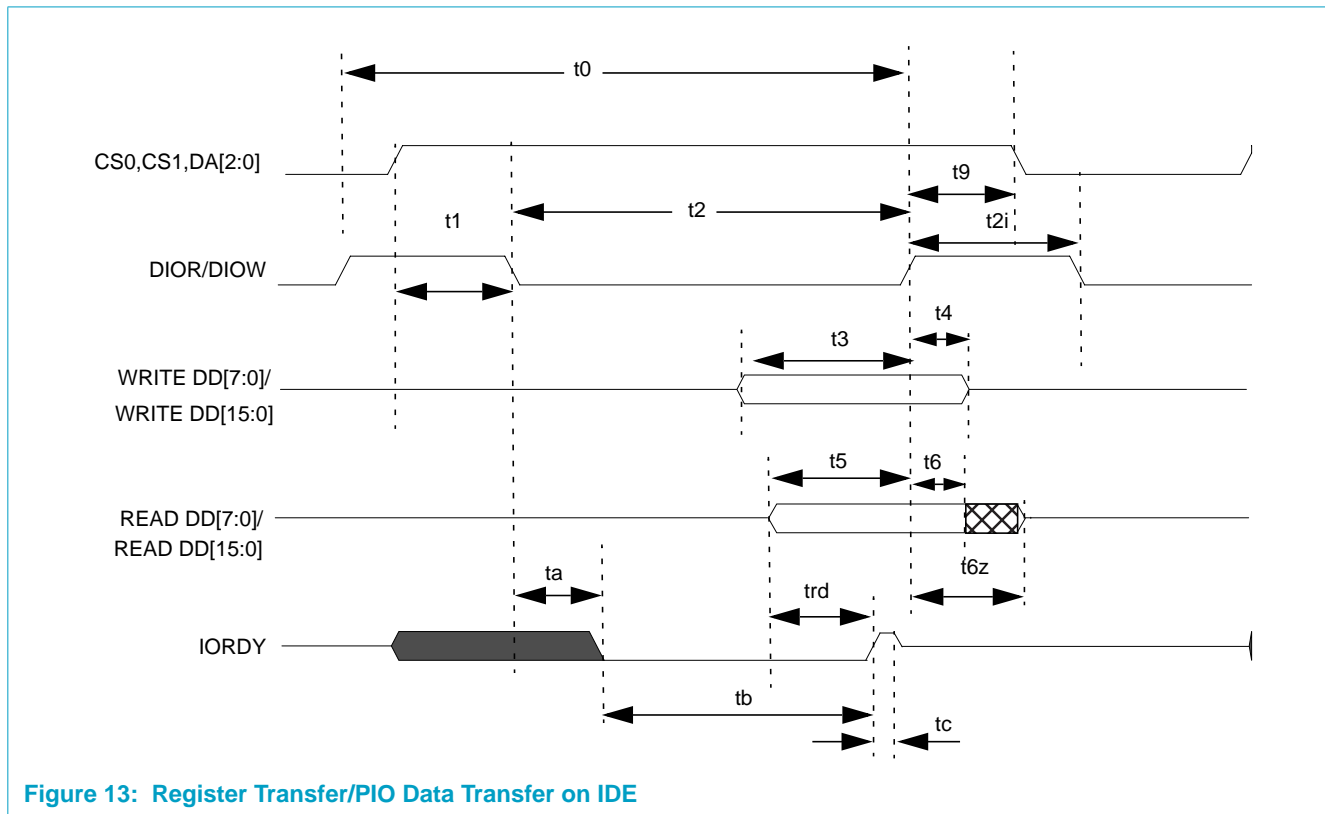 t0
CS0,CS1,DA[2:0]
t9
t1
t2
t2i
DIOR/DIOW
t4
t3
WRITE DD[7:0]/
WRITE DD[15:0]
t5
t6
READ DD[7:0]/
READ DD[15:0]
t6z
ta
trd
IORDY
tb
tc
Figure 13: Register Transfer/PIO Data Transfer on IDE